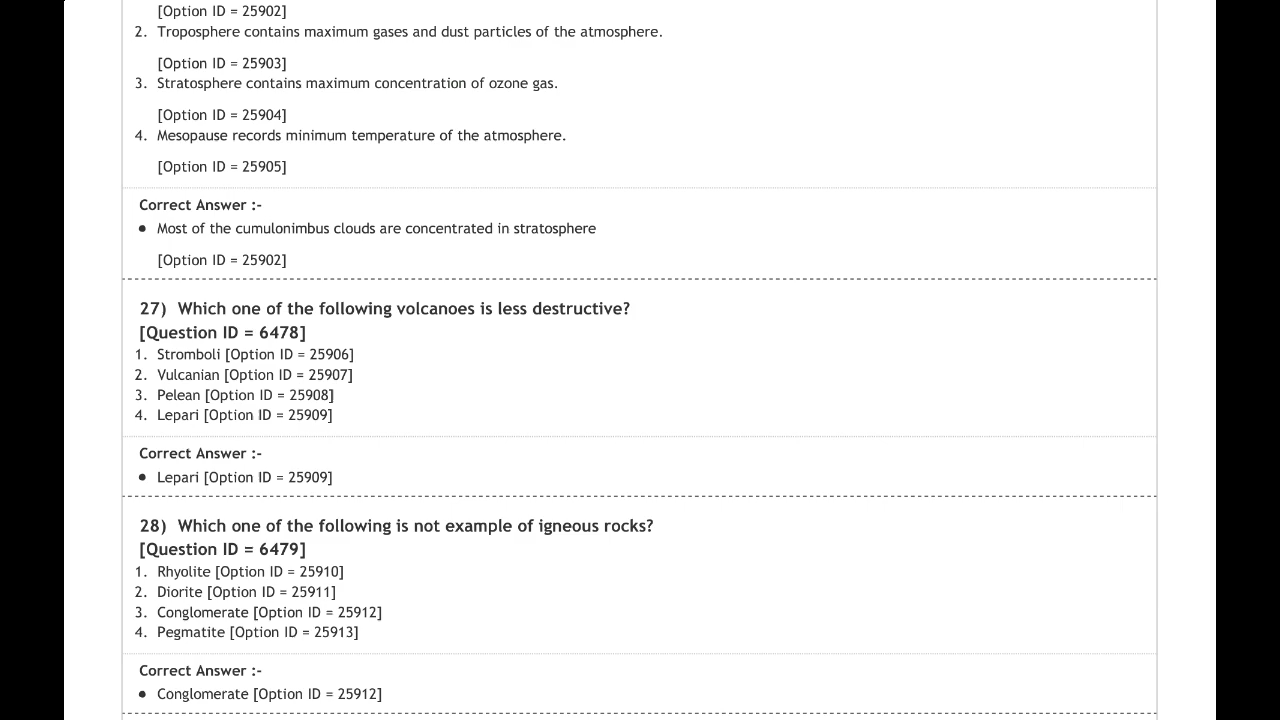 [Option ID = 25902]
2. Troposphere contains maximum gases and dust particles of the atmosphere.
[Option ID = 25903]
3. Stratosphere contains maximum concentration of ozone gas.
[Option ID = 25904]
4. Mesopause records minimum temperature of the atmosphere.
[Option ID = 25905]
Correct Answer :-
• Most of the cumulonimbus clouds are concentrated in stratosphere
[Option ID = 25902]
27) Which one of the following volcanoes is less destructive?
[Question ID = 6478]
1. Stromboli [Option ID = 25906]
2. Vulcanian [Option ID = 25907]
3. Pelean [Option ID = 25908]
4. Lepari [Option ID = 25909]
Correct Answer :-
• Lepari [Option ID = 25909]
28) Which one of the following is not example of igneous rocks?
[Question ID = 6479]
1. Rhyolite [Option ID = 25910]
2. Diorite [Option ID = 25911]
3. Conglomerate [Option ID = 25912]
4. Pegmatite [Option ID = 25913]
Correct Answer :-
• Conglomerate [Option ID = 25912]